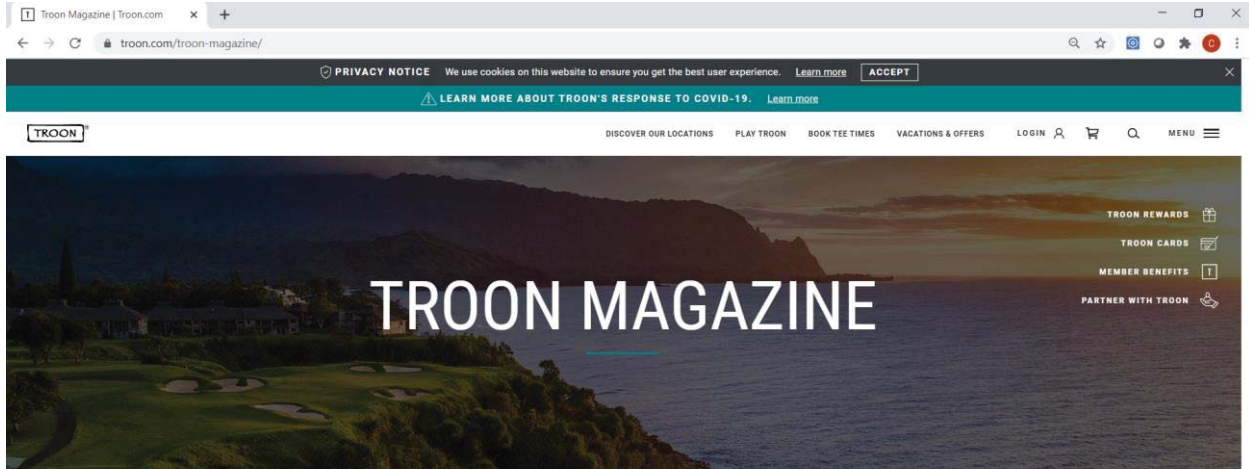 Troon Magazine | Troon.com
troon.com/troon-magazine/
C
PRIVACY NOTICE We use cookies on this website to ensure you get the best user experience. Learn more ACCEPT
LEARN MORE ABOUT TROON'S RESPONSE TO COVID-19. Learn more
TROON® DISCOVER OUR LOCATIONS PLAY TROON BOOK TEE TIMES VACATIONS & OFFERS LOGIN MENU
TROON REWARDS
TROON CARDS
MEMBER BENEFITS
PARTNER WITH TROON
TROON MAGAZINE